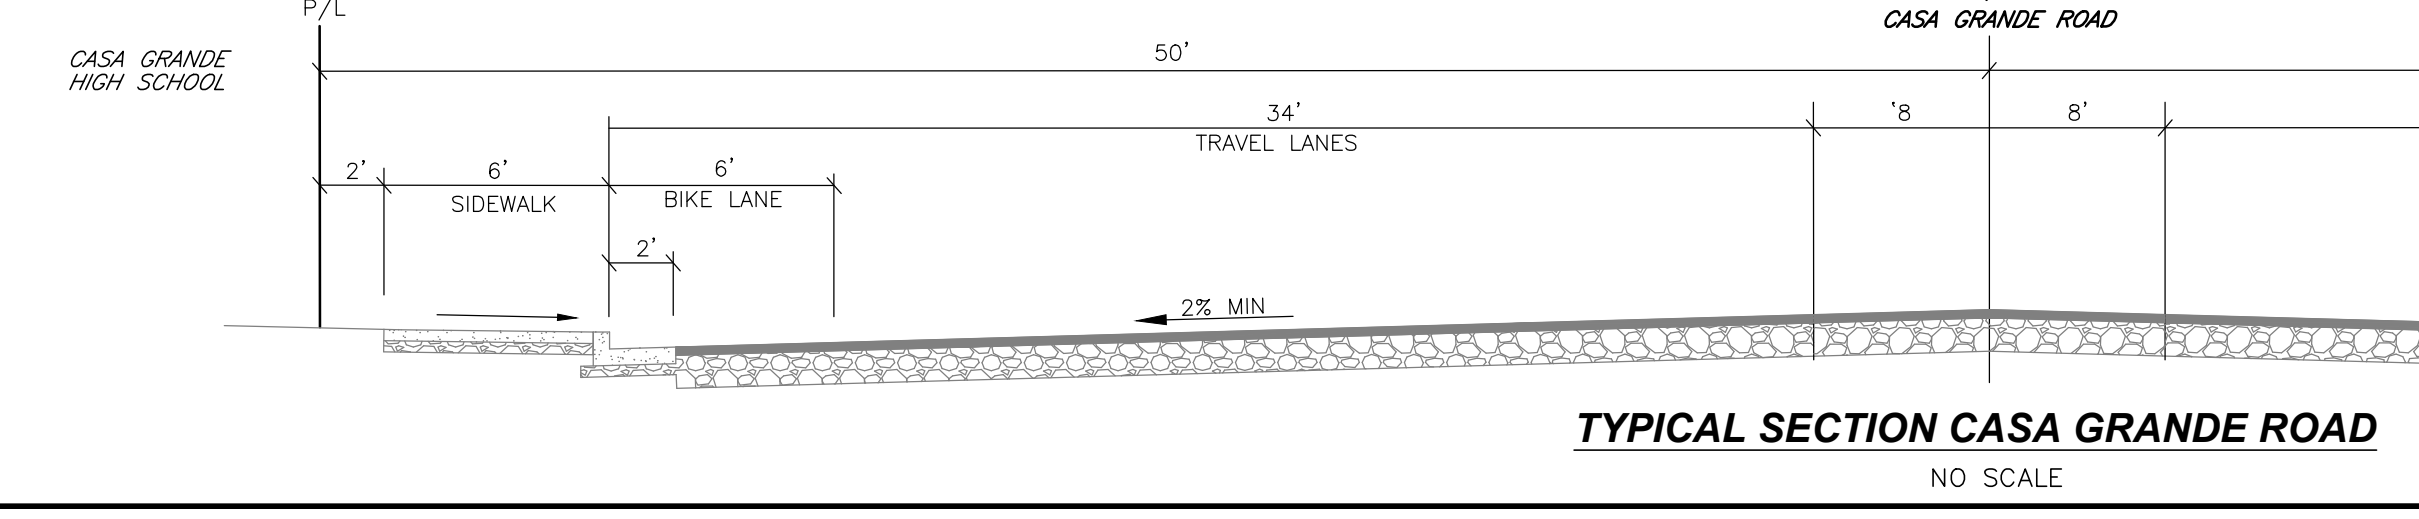 P/L
CASA GRANDE ROAD
CASA GRANDE
HIGH SCHOOL
50'
34'
8'
8'
TRAVEL LANES
2'
6'
6'
SIDEWALK
BIKE LANE
2'
2% MIN
TYPICAL SECTION CASA GRANDE ROAD
NO SCALE